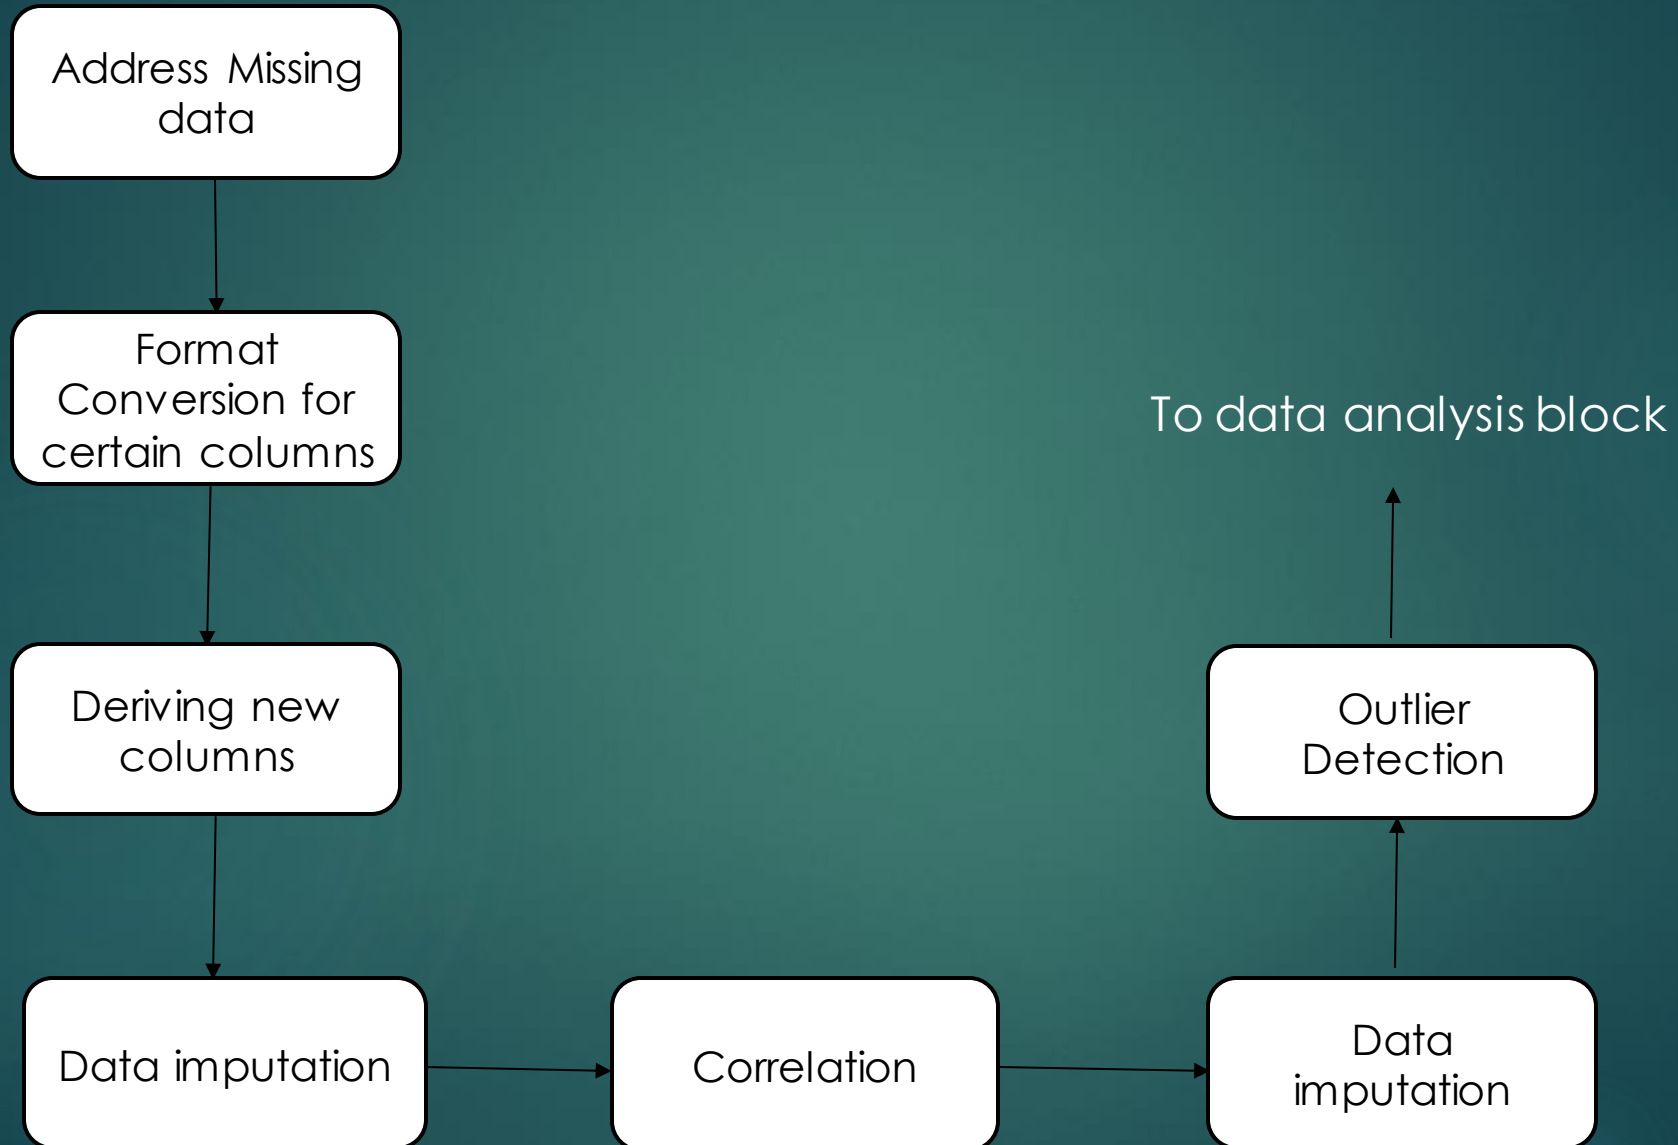 Address Missing
data
Format
Conversion for
certain columns
Deriving new
columns
Data imputation
Correlation
Data
imputation
Outlier
Detection
To data analysis block